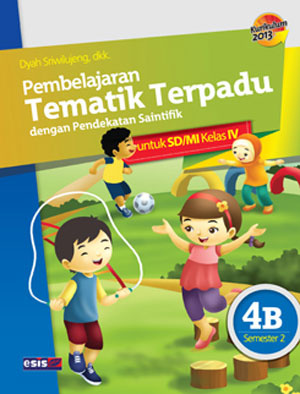 Dyah Sriwilujeng, dkk.
Kurikulum
2013
Pembelajaran
Tematik Terpadu
dengan Pendekatan Saintifik
untuk SD/MI Kelas IV
4B
Semester 2
esis